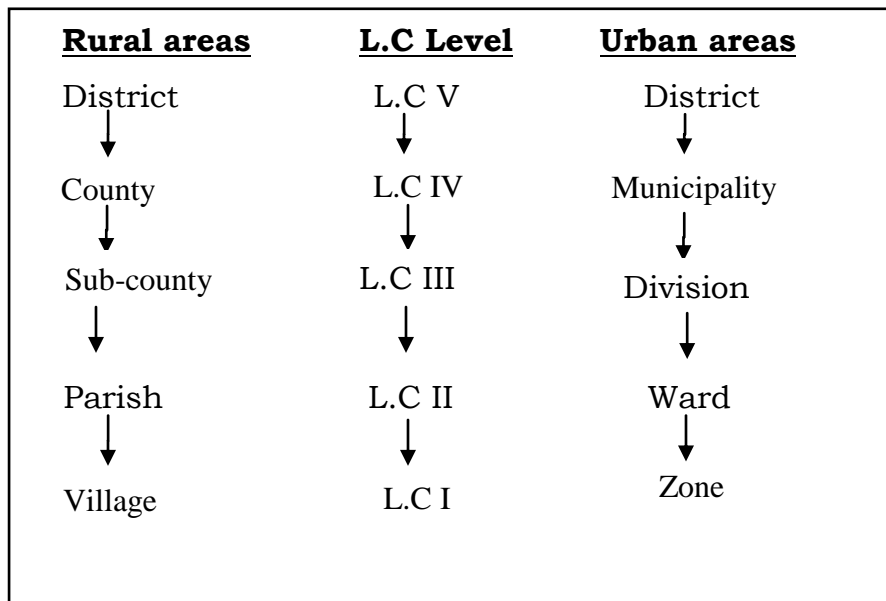 Rural areas L.C Level Urban areas
District L.C V District
County L.C IV Municipality
Sub-county L.C III Division
Parish L.C II Ward
Village L.C I Zone